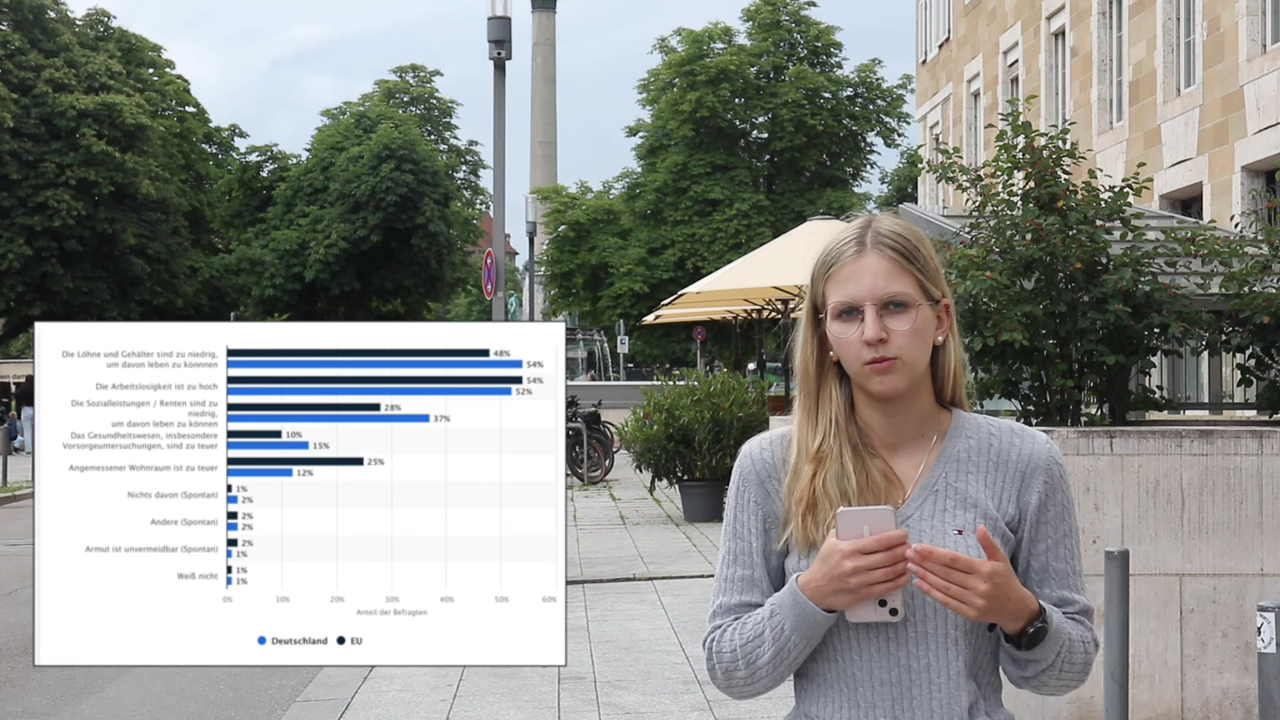 Die Löhne und Gehälter sind zu niedrig,
um davon leben zu könnnen
48%
54%
Die Arbeitslosigkeit ist zu hoch
54%
52%
Die Sozialleistungen / Renten sind zu
niedrig,
um davon leben zu können
28%
37%
Das Gesundheitswesen, insbesondere
Vorsorgeuntersuchungen, sind zu teuer
10%
15%
Angemessener Wohnraum ist zu teuer
25%
12%
Nichts davon (Spontan)
1%
2%
Andere (Spontan)
2%
2%
Armut ist unvermeidbar (Spontan)
2%
1%
Weiß nicht
1%
1%
0% 10% 20% 30% 40% 50% 60%
Anteil der Befragten
Deutschland EU